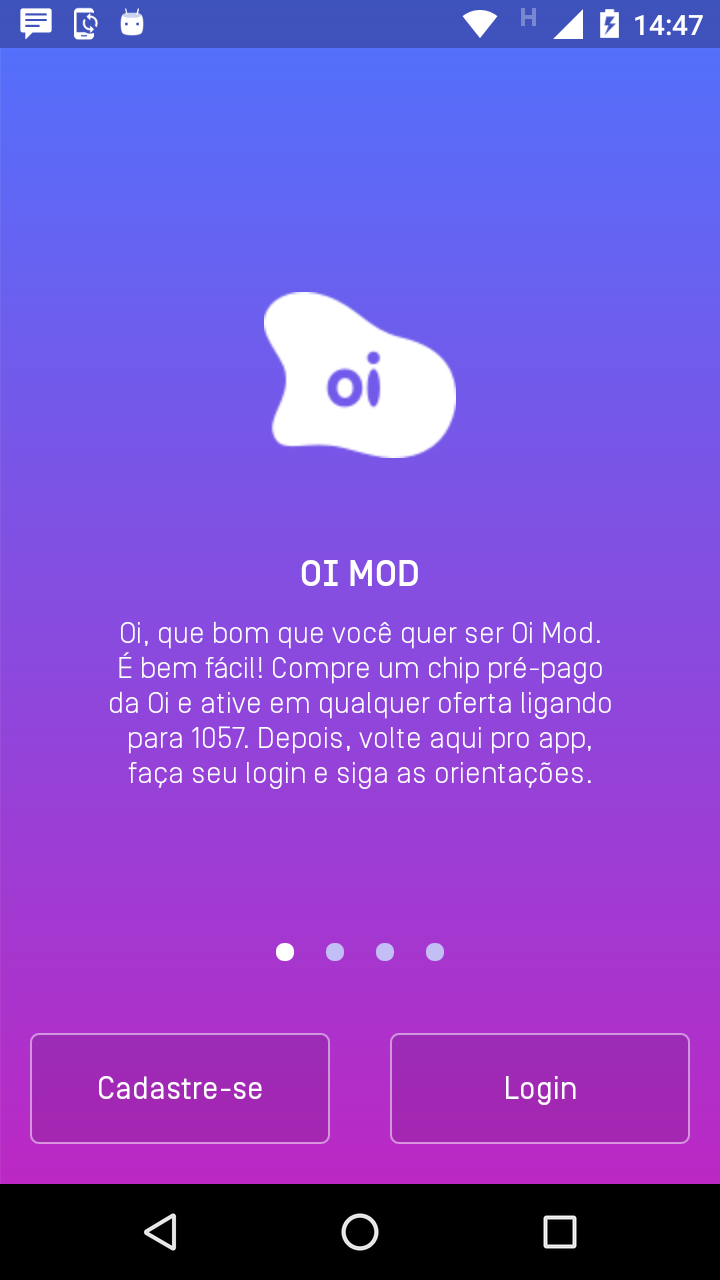 H 14:47
oi
OI MOD
Oi, que bom que você quer ser Oi Mod.
É bem fácil! Compre um chip pré-pago
da Oi e ative em qualquer oferta ligando
para 1057. Depois, volte aqui pro app,
faça seu login e siga as orientações.
Cadastre-se
Login